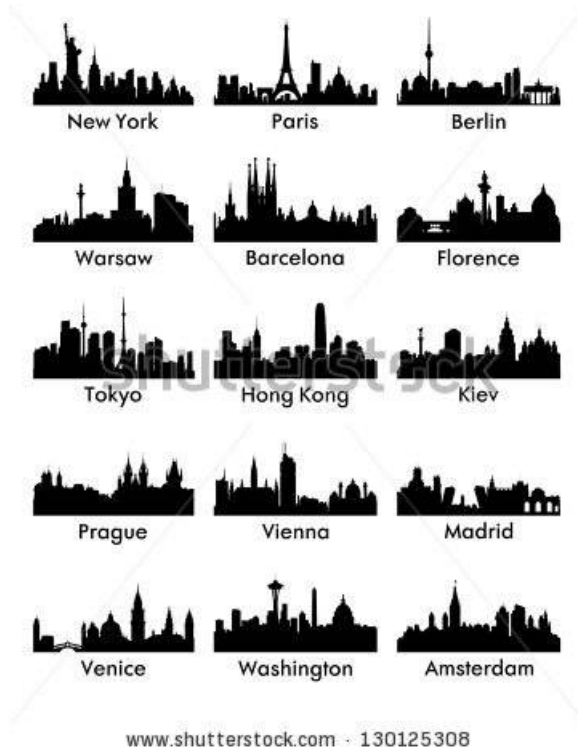 New York Paris Berlin
Warsaw Barcelona Florence
shutterstock
Tokyo Hong Kong Kiev
Prague Vienna Madrid
Venice Washington Amsterdam
www.shutterstock.com · 130125308